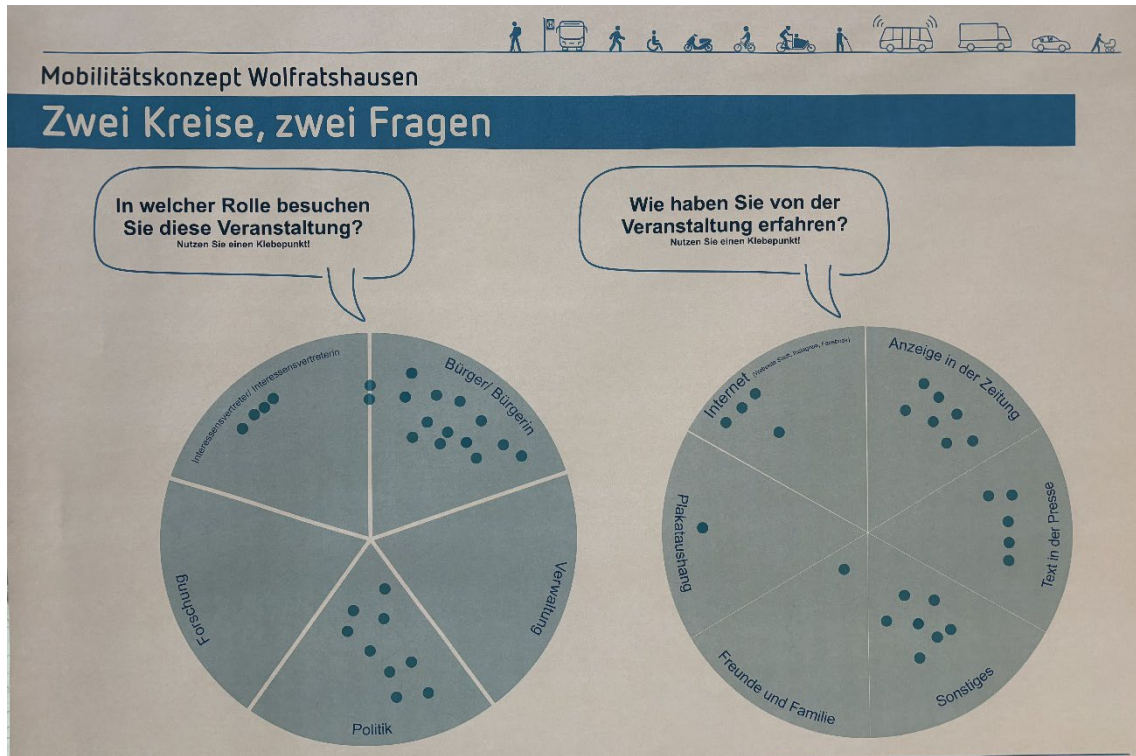 Mobilitätskonzept Wolfratshausen
Zwei Kreise, zwei Fragen
In welcher Rolle besuchen
Sie diese Veranstaltung?
Nutzen Sie einen Klebepunkt!
Wie haben Sie von der
Veranstaltung erfahren?
Nutzen Sie einen Klebepunkt!
Interessensvertreter/ Interessensvertreterin
Bürger/ Bürgerin
Verwaltung
Politik
Forschung
Internet
Anzeige in der Zeitung
Text in der Presse
Sonstiges
Freunde und Familie
Plakataushang